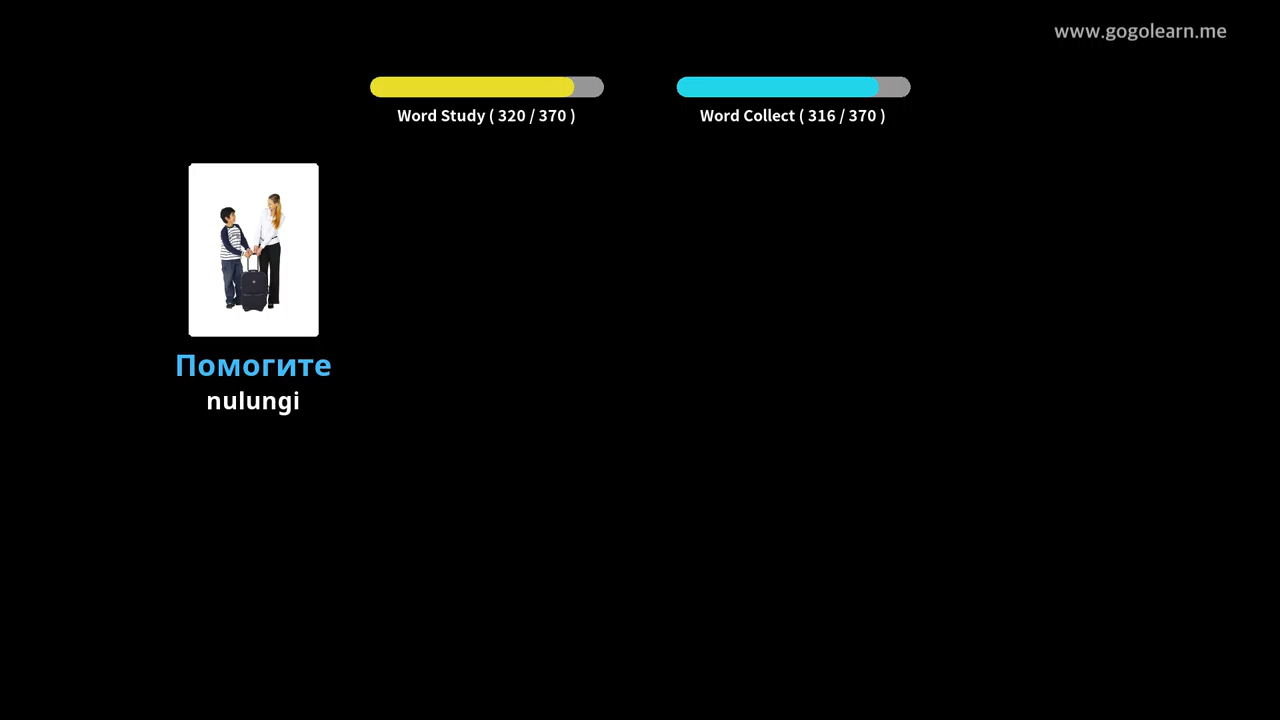 www.gogolearn.me
Word Study ( 320 / 370 )
Word Collect ( 316 / 370 )
Помогите
nulungi